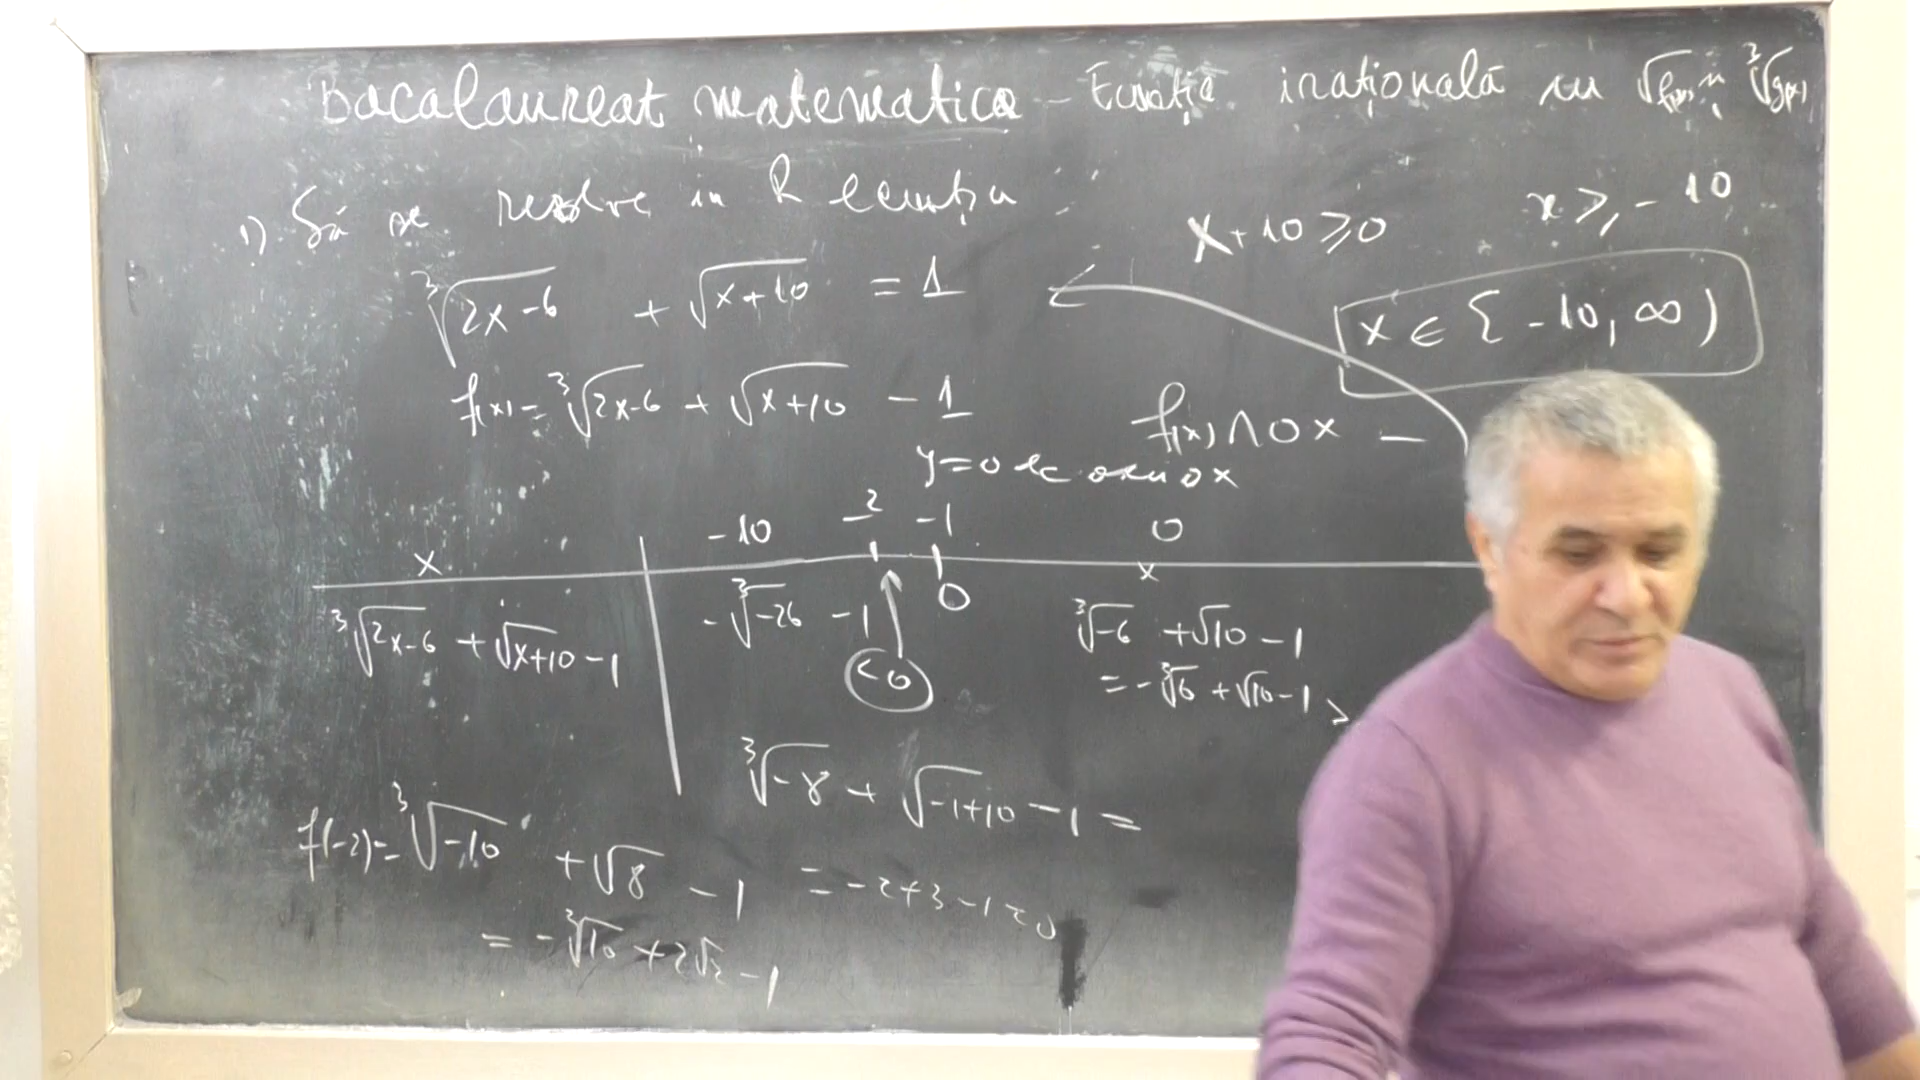 Bacalaureat matematica - Ecuatie irațională cu √f(x) și ∛g(x)
1) Să se rezolve in R ecuația
∛(2x-6) + √(x+10) = 1
x+10 ⩾ 0
x ⩾ -10
x ∈ [-10, ∞)
f(x) = ∛(2x-6) + √(x+10) - 1
f(x) ∩ Ox -
y=0 ec axei Ox
x -10 -2 -1 0
∛(2x-6) + √(x+10) - 1
-∛-26 - 1
0
<0
∛-6 + √10 - 1
= -∛6 + √10 - 1 >
∛-8 + √(-1+10) - 1 =
= -2+3-1=0
f(-2) = ∛-10 + √8 - 1
= -∛10 + 2√2 - 1